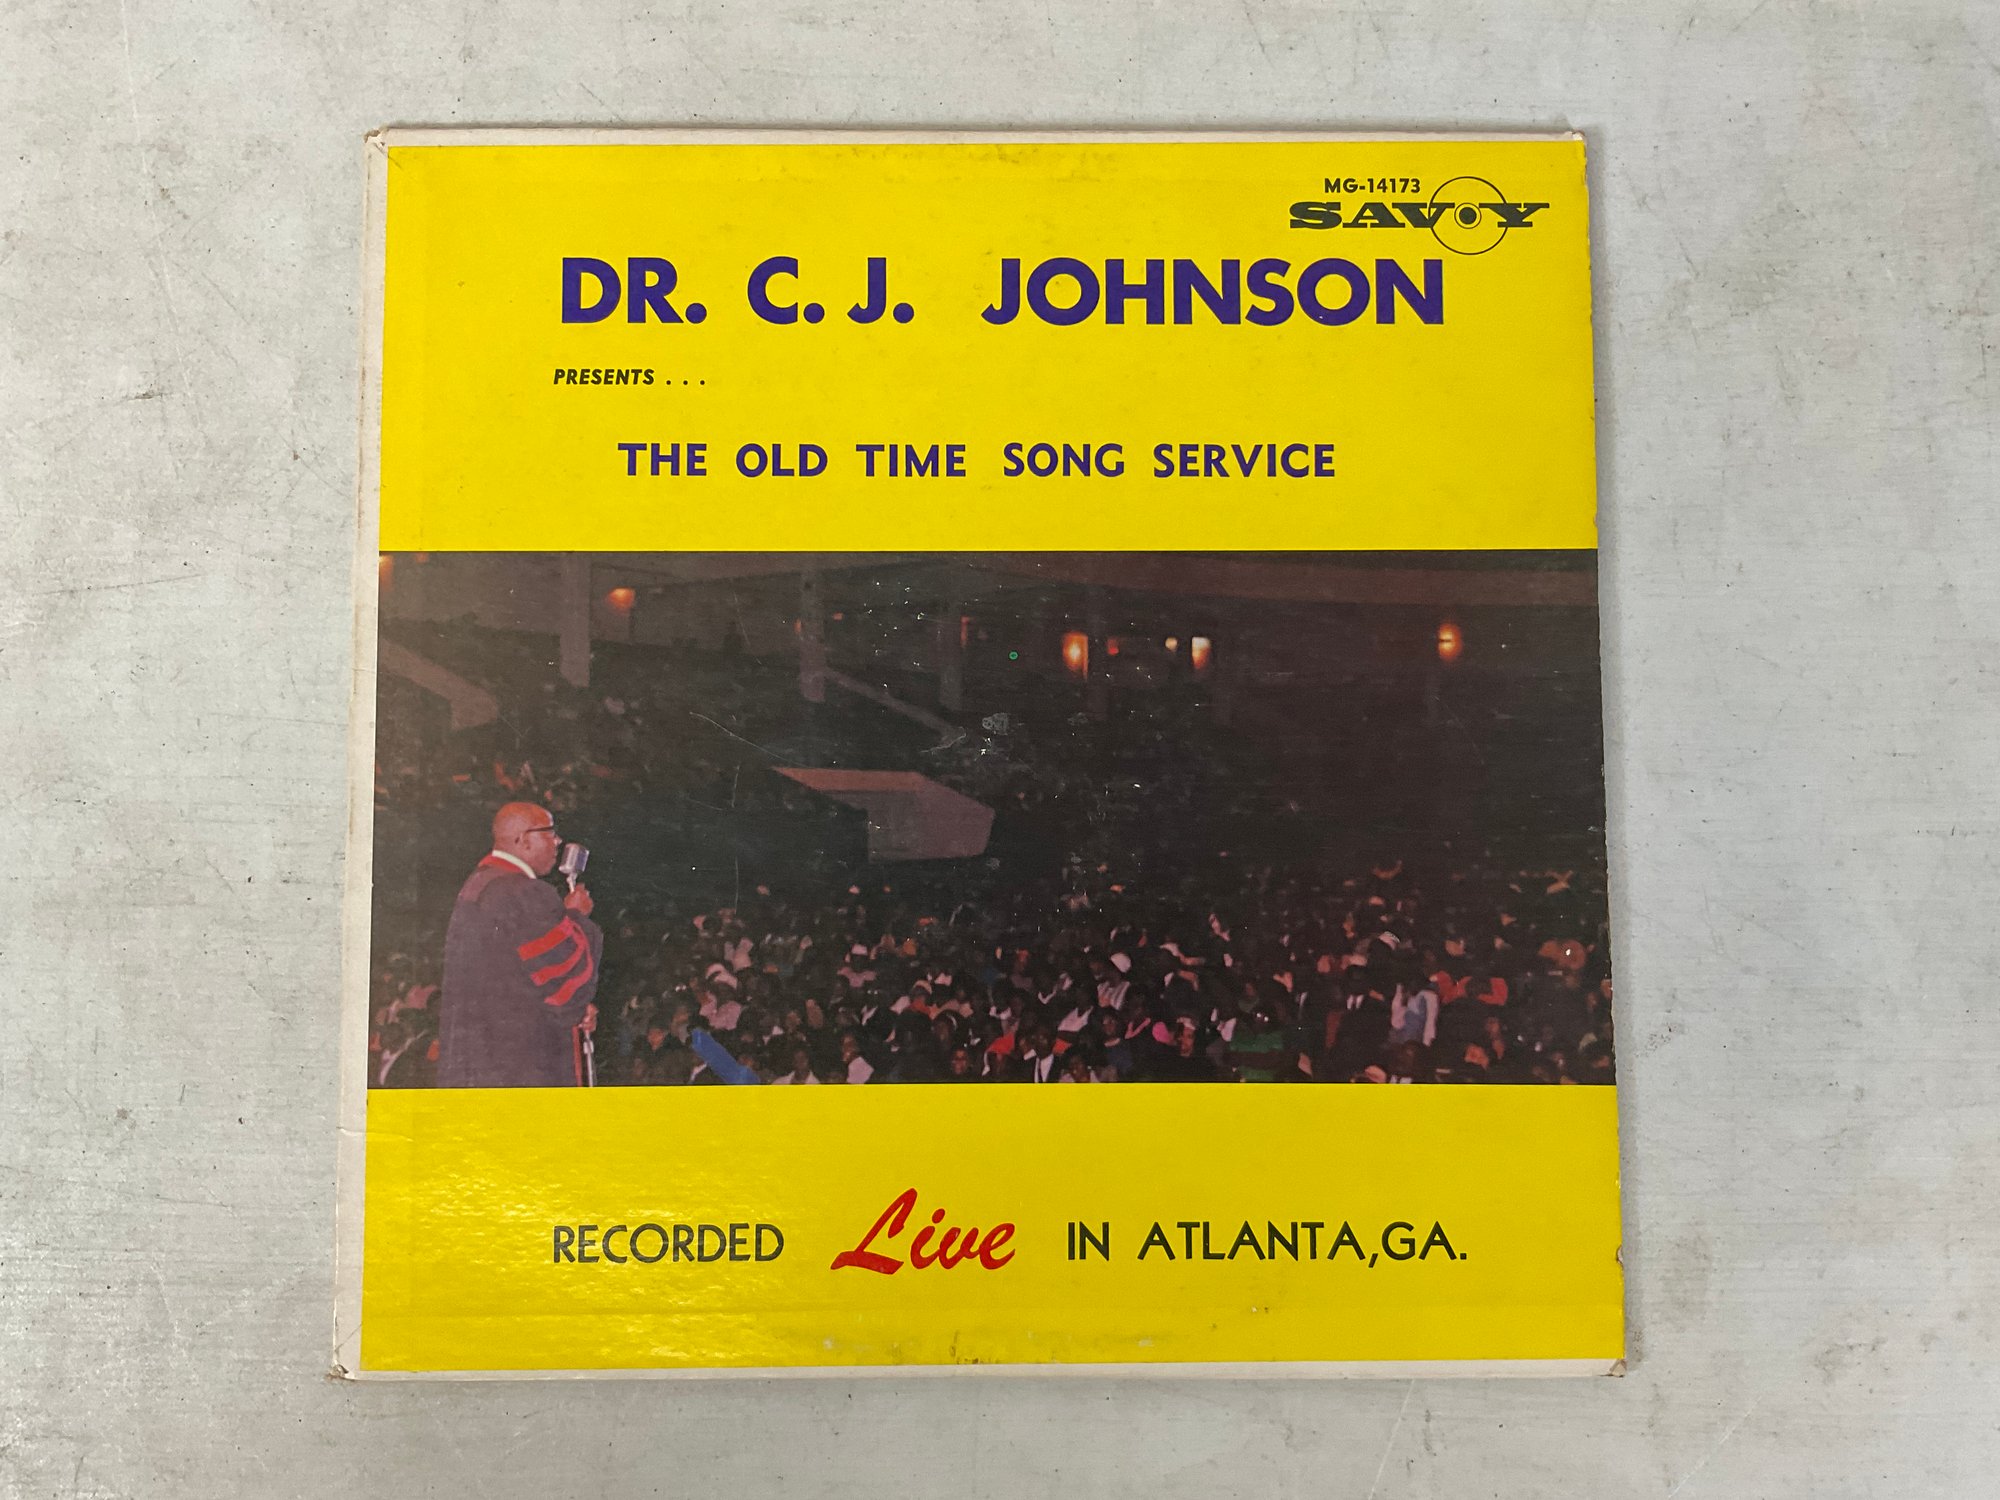 MG-14173
SAVOY
DR. C. J. JOHNSON
PRESENTS . . .
THE OLD TIME SONG SERVICE
RECORDED Live IN ATLANTA,GA.